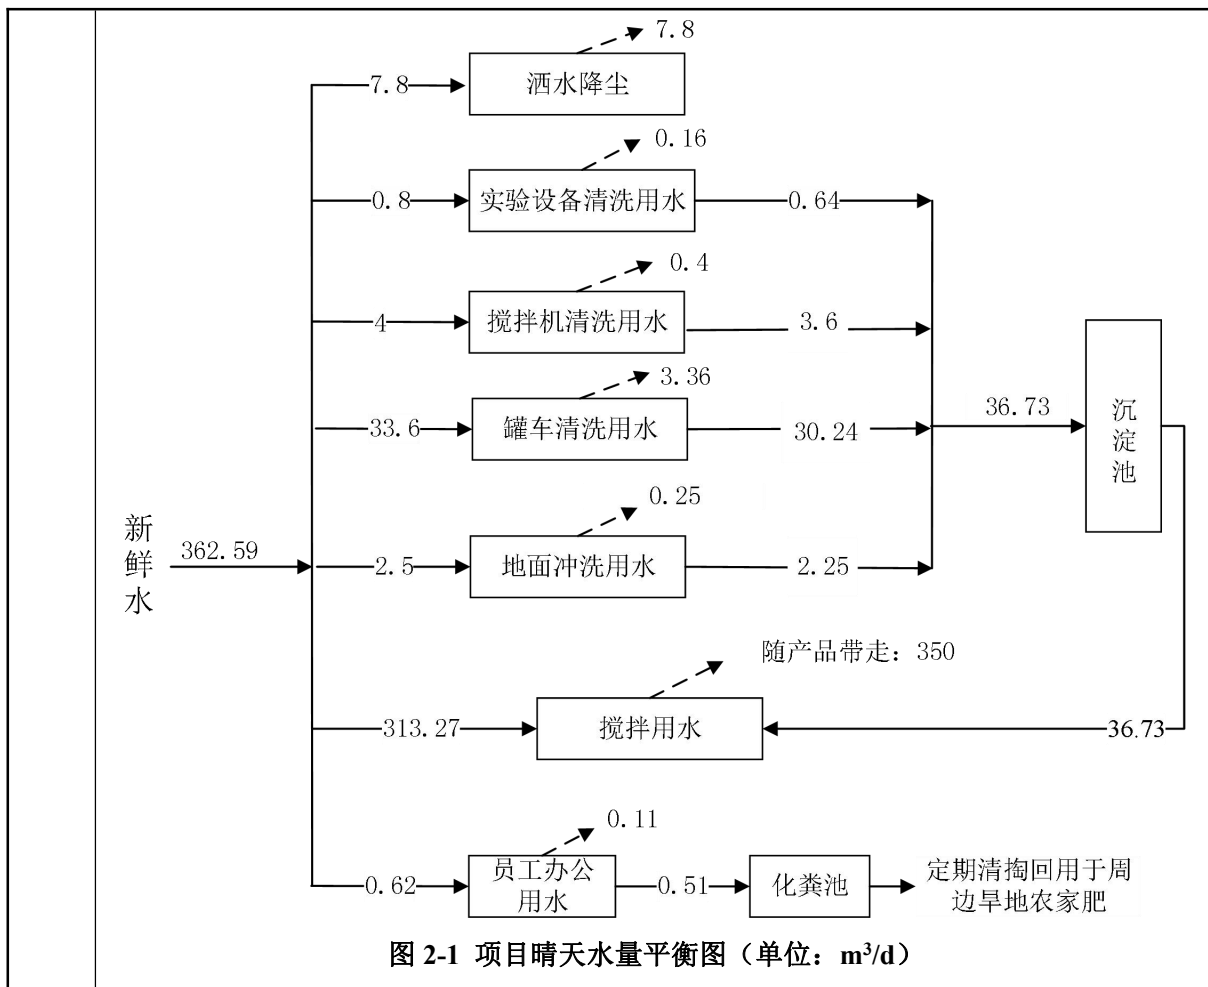 7.8
7.8
洒水降尘
0.16
0.8
实验设备清洗用水
0.64
0.4
4
搅拌机清洗用水
3.6
3.36
33.6
罐车清洗用水
30.24
36.73
沉淀池
0.25
新鲜水
362.59
2.5
地面冲洗用水
2.25
随产品带走：350
313.27
搅拌用水
36.73
0.11
0.62
员工办公
用水
0.51
化粪池
定期清掏回用于周
边旱地农家肥
图 2-1 项目晴天水量平衡图（单位：m³/d）